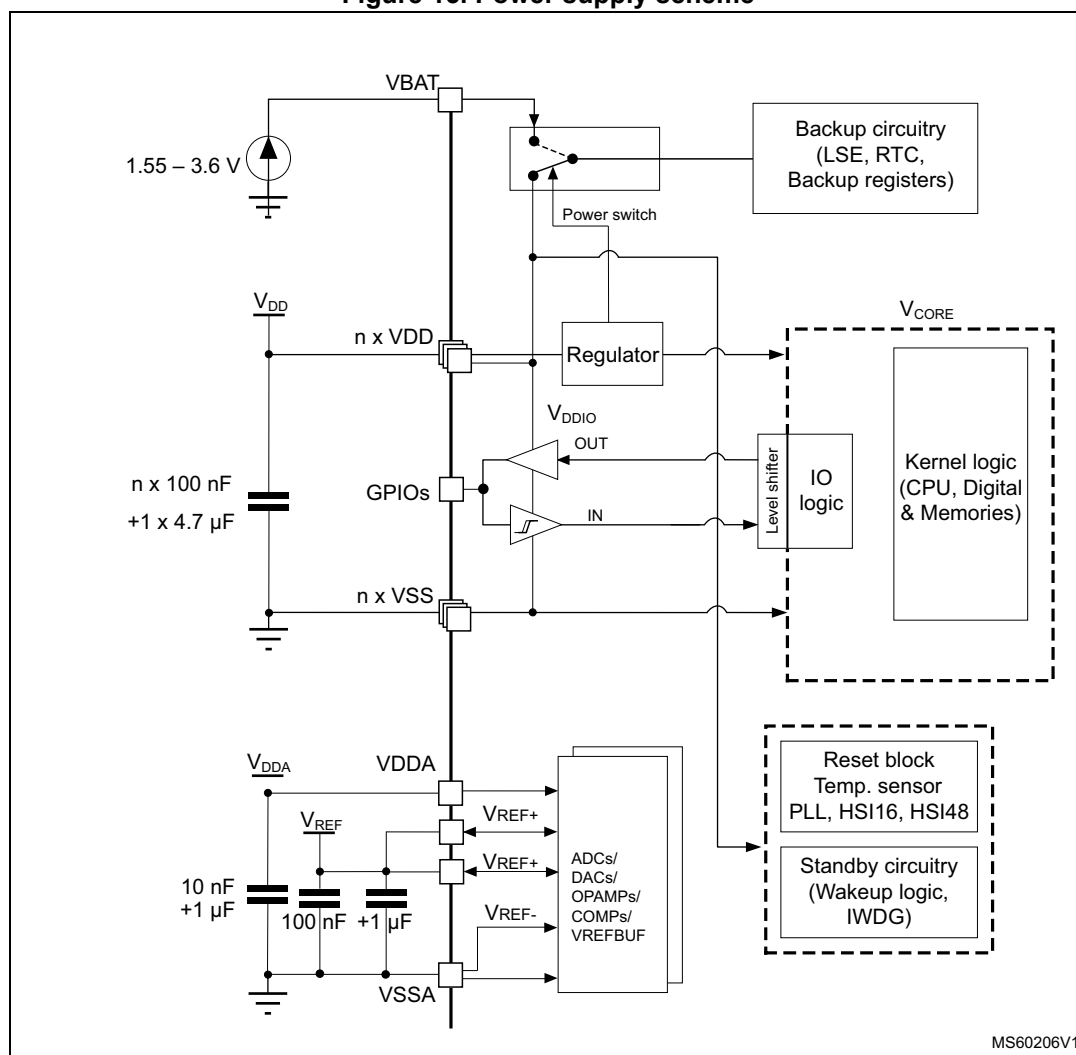 Figure Power supply scheme
VBAT
1.55 – 3.6 V
Backup circuitry
(LSE, RTC,
Backup registers)
Power switch
VDD
n x VDD
Regulator
VCORE
VDDIO
OUT
n x 100 nF
+1 x 4.7 µF
GPIOs
IN
Level shifter
IO
logic
Kernel logic
(CPU, Digital
& Memories)
n x VSS
VDDA
VDDA
VREF
VREF+
VREF+
VREF-
10 nF
+1 µF
100 nF
+1 µF
VSSA
ADCs/
DACs/
OPAMPs/
COMPs/
VREFBUF
Reset block
Temp. sensor
PLL, HSI16, HSI48
Standby circuitry
(Wakeup logic,
IWDG)
MS60206V1